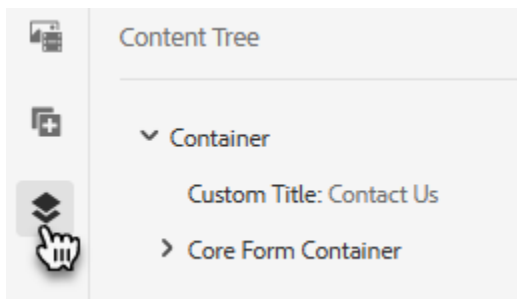 Content Tree
Container
Custom Title: Contact Us
Core Form Container